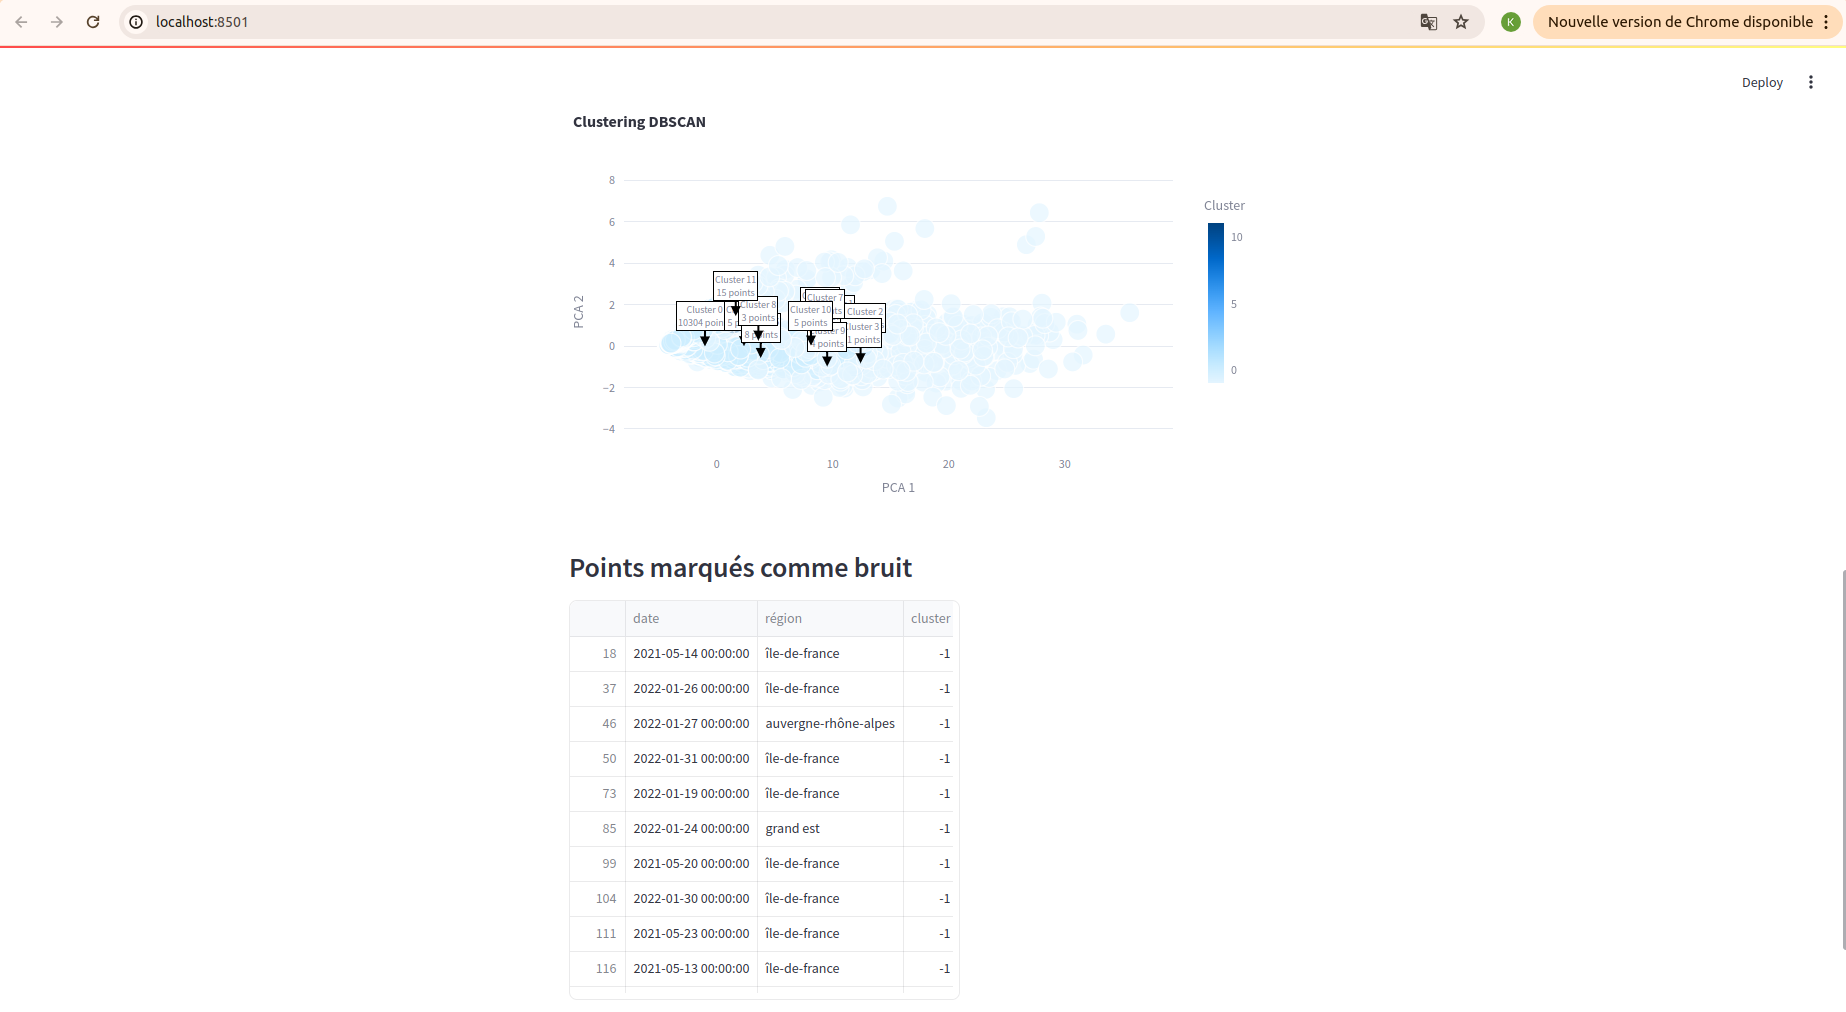 localhost:8501
K
Nouvelle version de Chrome disponible
Deploy
Clustering DBSCAN
8
6
4
2
0
−2
−4
PCA 2
Cluster 11
15 points
Cluster 0
10304 poin
5 p
Cluster 8
3 points
8 points
Cluster 7
Cluster 10
5 points
Cluster 2
Cluster 3
1 points
points
0
10
20
30
PCA 1
Cluster
10
5
0
Points marqués comme bruit
date région cluster
18 2021-05-14 00:00:00 île-de-france -1
37 2022-01-26 00:00:00 île-de-france -1
46 2022-01-27 00:00:00 auvergne-rhône-alpes -1
50 2022-01-31 00:00:00 île-de-france -1
73 2022-01-19 00:00:00 île-de-france -1
85 2022-01-24 00:00:00 grand est -1
99 2021-05-20 00:00:00 île-de-france -1
104 2022-01-30 00:00:00 île-de-france -1
111 2021-05-23 00:00:00 île-de-france -1
116 2021-05-13 00:00:00 île-de-france -1